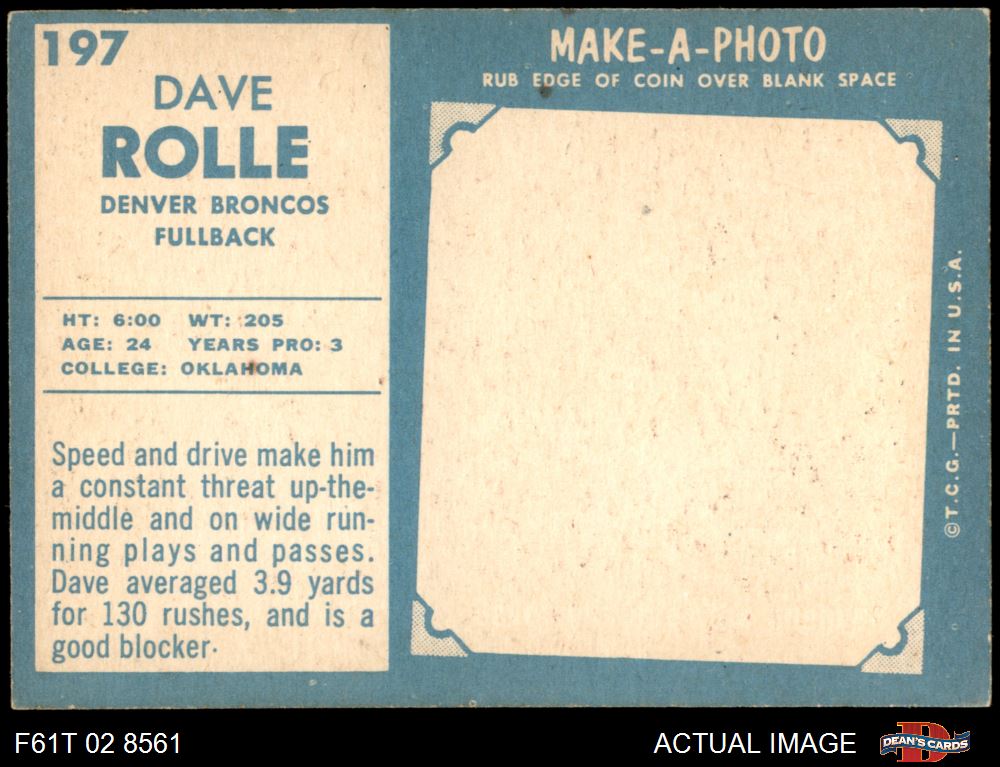 197
DAVE
ROLLE
DENVER BRONCOS
FULLBACK
HT: 6:00 WT: 205
AGE: 24 YEARS PRO: 3
COLLEGE: OKLAHOMA
Speed and drive make him
a constant threat up-the-
middle and on wide run-
ning plays and passes.
Dave averaged 3.9 yards
for 130 rushes, and is a
good blocker.
MAKE-A-PHOTO
RUB EDGE OF COIN OVER BLANK SPACE
©T.C.G.—PRTD. IN U.S.A.
F61T 02 8561
ACTUAL IMAGE
DEAN'S CARDS